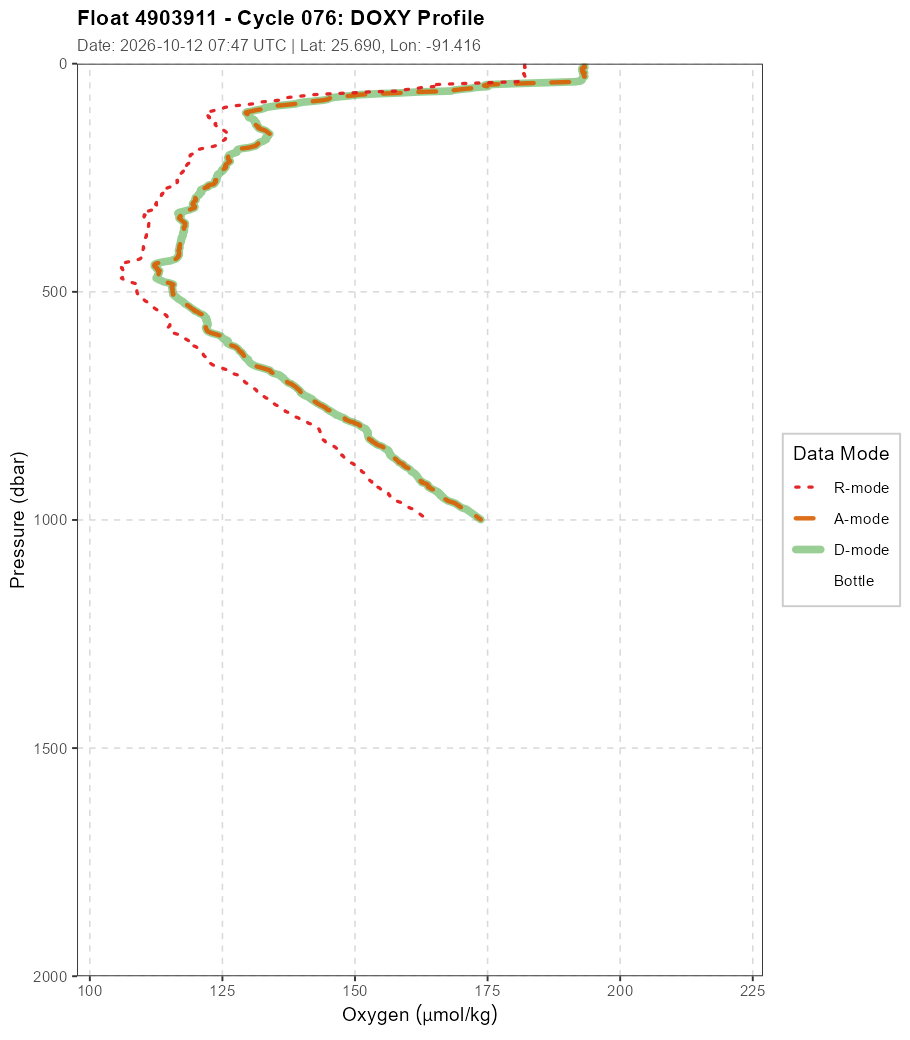 Float 4903911 - Cycle 076: DOXY Profile
Date: 2026-10-12 07:47 UTC | Lat: 25.690, Lon: -91.416
0
500
1000
1500
2000
Pressure (dbar)
100 125 150 175 200 225
Oxygen (μmol/kg)
Data Mode
R-mode
A-mode
D-mode
Bottle